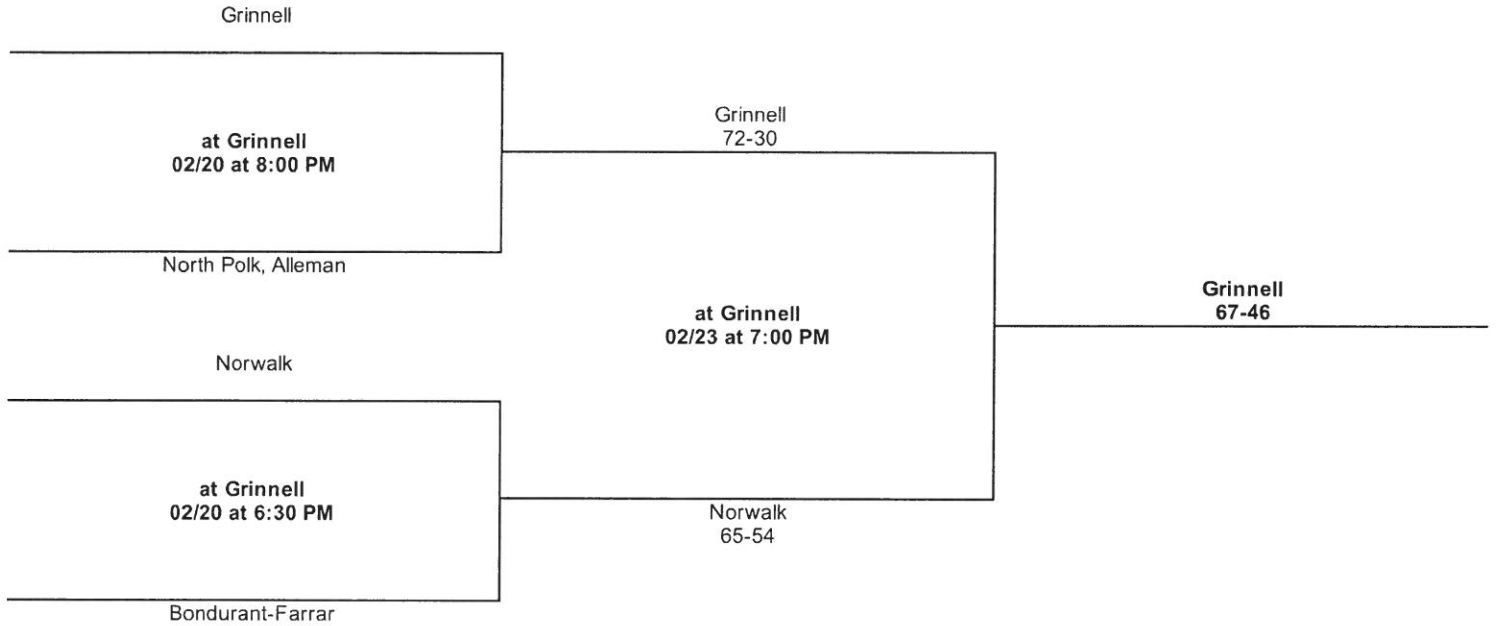 Grinnell
at Grinnell
02/20 at 8:00 PM
North Polk, Alleman
Norwalk
at Grinnell
02/20 at 6:30 PM
Bondurant-Farrar
Grinnell
72-30
at Grinnell
02/23 at 7:00 PM
Norwalk
65-54
Grinnell
67-46